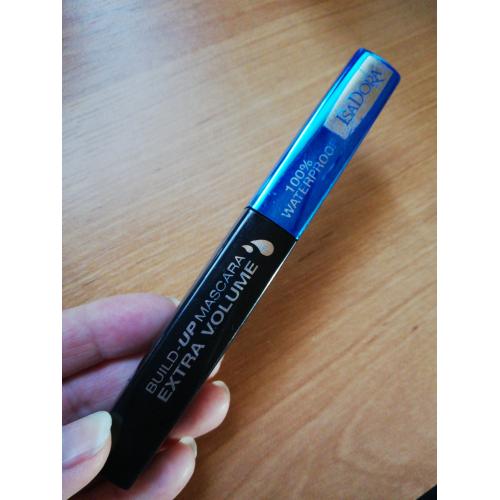 ISADORA
100%
WATERPROOF
BUILD-UP MASCARA
EXTRA VOLUME